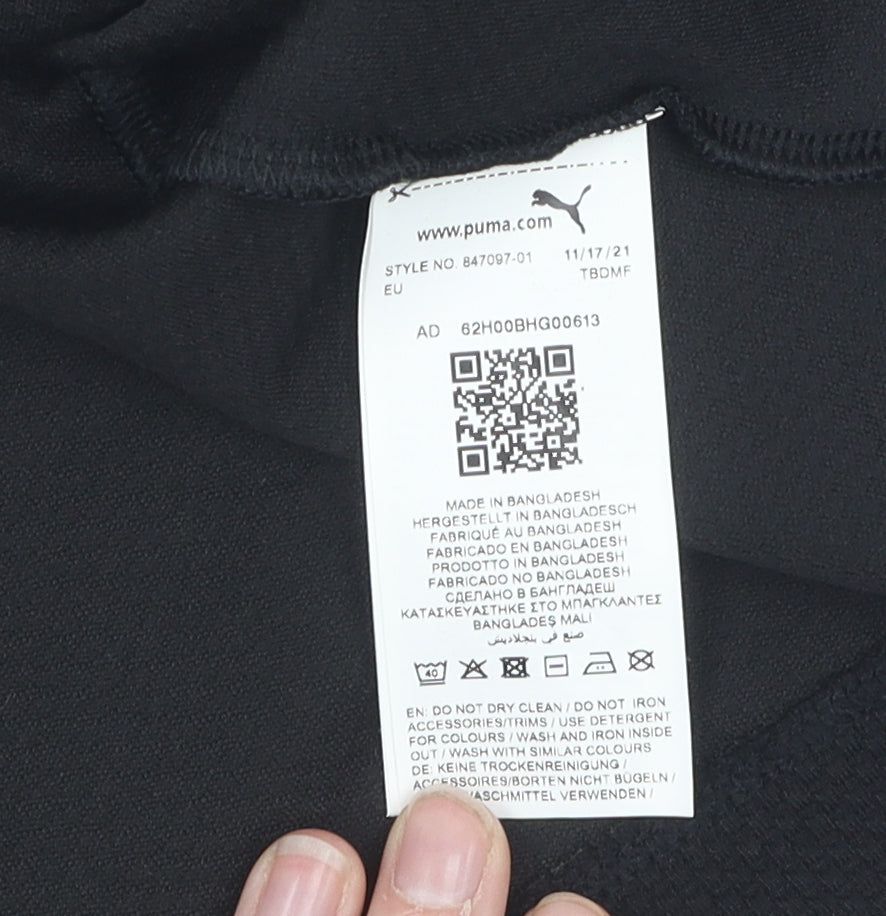 www.puma.com
STYLE NO. 847097-01 11/17/21
EU TBDMF
AD 62H00BHG00613
MADE IN BANGLADESH
HERGESTELLT IN BANGLADESCH
FABRIQUÉ AU BANGLADESH
FABRICADO EN BANGLADESH
PRODOTTO IN BANGLADESH
FABRICADO NO BANGLADESH
СДЕЛАНО В БАНГЛАДЕШ
ΚΑΤΑΣΚΕΥΑΣΤΗΚΕ ΣΤΟ ΜΠΑΓΚΛΑΝΤΕΣ
BANGLADEŞ MALI
صنع في بنجلاديش
40
EN: DO NOT DRY CLEAN / DO NOT IRON
ACCESSORIES/TRIMS / USE DETERGENT
FOR COLOURS / WASH AND IRON INSIDE
OUT / WASH WITH SIMILAR COLOURS
DE: KEINE TROCKENREINIGUNG /
ACCESSOIRES/BORTEN NICHT BÜGELN /
VERWENDEN /